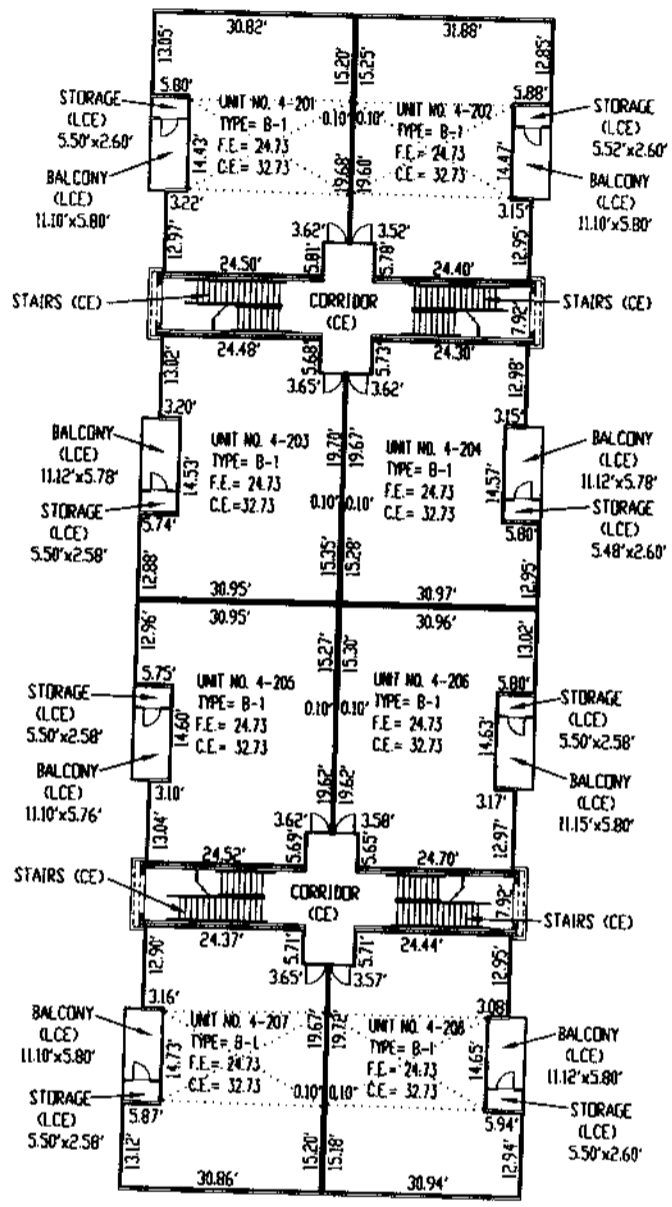 30.82'
31.88'
13.05'
15.20'
15.25'
12.85'
5.80'
5.88'
STORAGE
(LCE)
5.50'x2.60'
UNIT NO. 4-201
TYPE= B-1
F.E.= 24.73
C.E.= 32.73
0.10'
0.10'
UNIT NO. 4-202
TYPE= B-1
F.E.= 24.73
C.E.= 32.73
STORAGE
(LCE)
5.52'x2.60'
14.43'
14.47'
BALCONY
(LCE)
11.10'x5.80'
19.68'
19.60'
BALCONY
(LCE)
11.10'x5.80'
3.22'
3.15'
12.97'
3.62'
3.52'
12.95'
24.50'
5.81'
5.78'
24.40'
STAIRS (CE)
CORRIDOR
(CE)
STAIRS (CE)
7.92'
24.48'
5.68'
5.73'
24.30'
13.02'
3.65'
3.62'
12.98'
3.20'
3.15'
BALCONY
(LCE)
11.12'x5.78'
UNIT NO. 4-203
TYPE= B-1
F.E.= 24.73
C.E.=32.73
19.70'
19.67'
UNIT NO. 4-204
TYPE= B-1
F.E.= 24.73
C.E.= 32.73
BALCONY
(LCE)
11.12'x5.78'
14.53'
14.57'
0.10'
0.10'
STORAGE
(LCE)
5.50'x2.58'
STORAGE
(LCE)
5.48'x2.60'
5.74'
5.80'
12.88'
15.35'
15.28'
12.95'
30.95'
30.97'
30.95'
30.96'
12.96'
15.27'
15.30'
13.02'
5.75'
5.80'
STORAGE
(LCE)
5.50'x2.58'
UNIT NO. 4-205
TYPE= B-1
F.E.= 24.73
C.E.= 32.73
0.10'
0.10'
UNIT NO. 4-206
TYPE= B-1
F.E.= 24.73
C.E.= 32.73
STORAGE
(LCE)
5.50'x2.58'
14.60'
14.63'
BALCONY
(LCE)
11.10'x5.76'
19.62'
19.62'
BALCONY
(LCE)
11.15'x5.80'
3.10'
3.17'
13.04'
3.62'
3.58'
12.97'
24.52'
5.69'
5.65'
24.70'
STAIRS (CE)
CORRIDOR
(CE)
7.92'
STAIRS (CE)
24.37'
5.71'
5.71'
24.44'
12.90'
3.65'
3.57'
12.95'
3.16'
3.08'
BALCONY
(LCE)
11.10'x5.80'
UNIT NO. 4-207
TYPE= B-1
F.E.= 24.73
C.E.= 32.73
19.67'
19.72'
UNIT NO. 4-208
TYPE= B-1
F.E.= 24.73
C.E.= 32.73
BALCONY
(LCE)
11.12'x5.80'
14.73'
14.65'
0.10'
0.10'
STORAGE
(LCE)
5.50'x2.58'
STORAGE
(LCE)
5.50'x2.60'
5.87'
5.94'
13.12'
15.20'
15.18'
12.94'
30.86'
30.94'